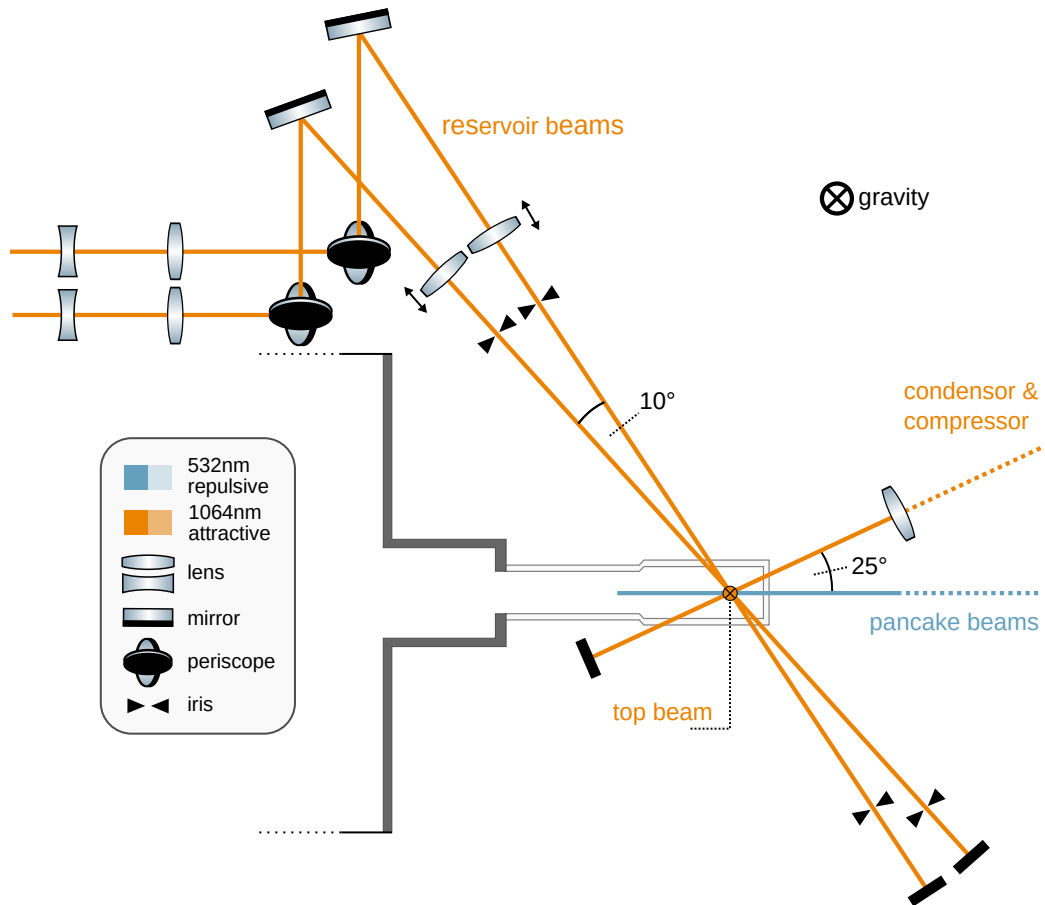 reservoir beams
gravity
10°
condensor &
compressor
25°
pancake beams
top beam
532nm
repulsive
1064nm
attractive
lens
mirror
periscope
iris